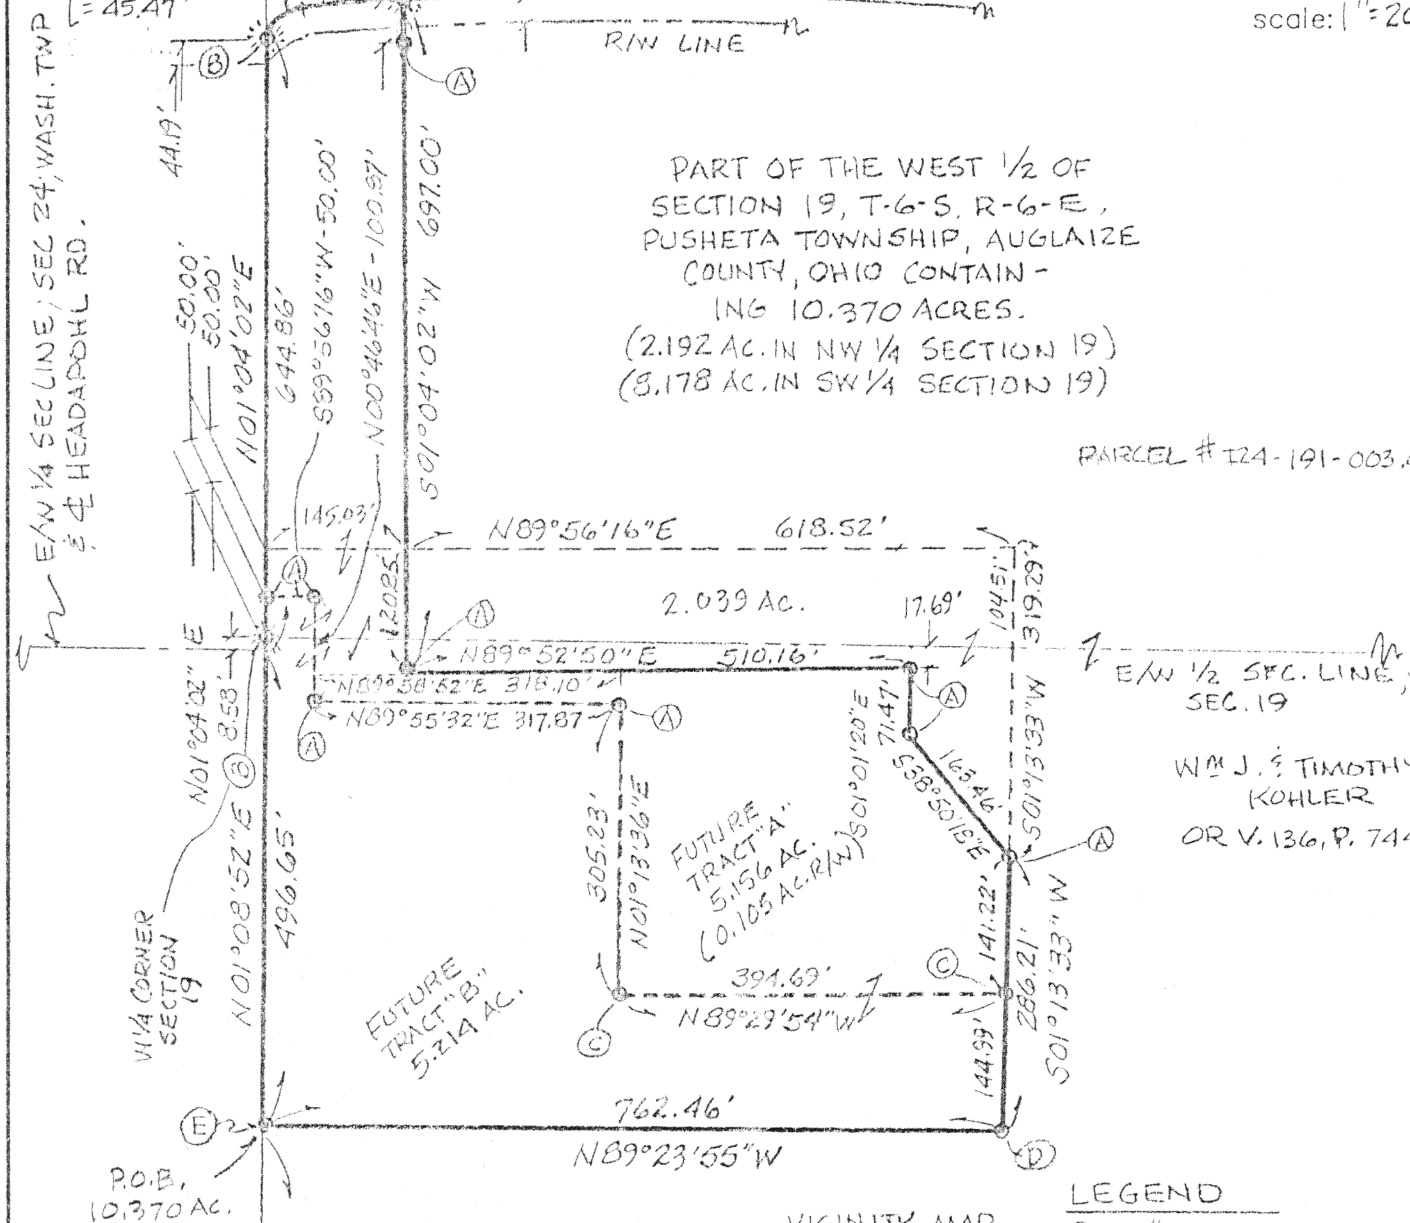 L=45.47'
scale: 1"=20
R/W LINE
B
A
44.19'
E/W 1/4 SEC LINE, SEC 24, WASH. TWP
& ℄ HEADAPOHL RD.
50.00'
50.00'
N01°04'02"E
644.86'
S89°56'16"W-50.00'
N00°46'46"E-100.87'
697.00'
S01°04'02"W
PART OF THE WEST 1/2 OF
SECTION 19, T-6-S, R-6-E,
PUSHETA TOWNSHIP, AUGLAIZE
COUNTY, OHIO CONTAIN-
ING 10.370 ACRES.
(2.192 AC. IN NW 1/4 SECTION 19)
(8.178 AC. IN SW 1/4 SECTION 19)
PARCEL # I24-191-003.
145.03'
N89°56'16"E 618.52'
A
120.85'
A
2.039 AC.
17.69'
104.51'
319.29'
S01°13'33"W
N89°52'50"E 510.16'
E/W 1/2 SEC. LINE,
SEC. 19
N89°58'52"E 318.10'
N89°55'32"E 317.87'
A
A
A
N01°04'02"E
8.58'
B
71.47'
S01°01'20"E
163.46'
S38°50'18"E
WM J. & TIMOTHY
KOHLER
OR V. 136, P. 744
A
305.23'
N01°13'36"E
FUTURE
TRACT "A"
5.156 AC.
(0.105 AC. R/W)
N01°08'52"E
496.65'
W1/4 CORNER
SECTION
19
141.22'
286.21'
S01°13'33"W
C
394.69'
N89°29'54"W
C
FUTURE
TRACT "B"
5.214 AC.
144.99'
E
762.46'
N89°23'55"W
D
P.O.B.
10.370 AC.
LEGEND
VICINITY MAP